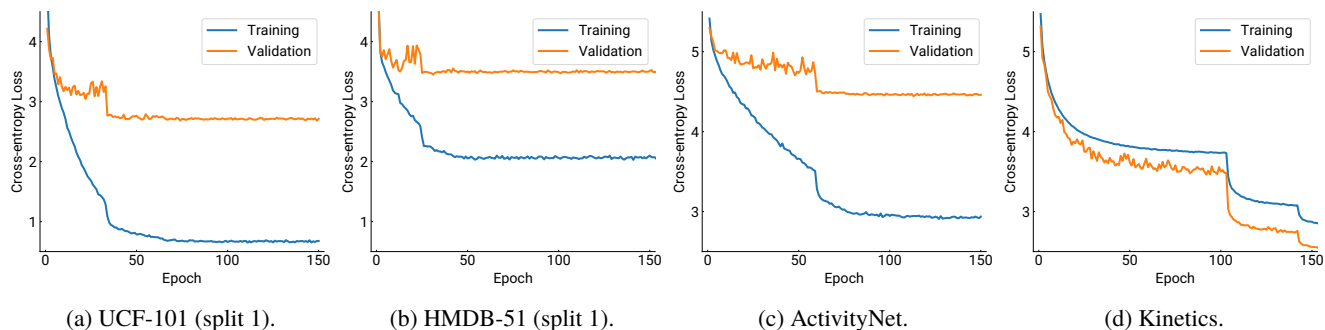 Training
Validation
Cross-entropy Loss
4
3
2
1
0
50
100
150
Epoch
(a) UCF-101 (split 1).
Training
Validation
Cross-entropy Loss
4
3
2
1
0
50
100
150
Epoch
(b) HMDB-51 (split 1).
Training
Validation
Cross-entropy Loss
5
4
3
0
50
100
150
Epoch
(c) ActivityNet.
Training
Validation
Cross-entropy Loss
5
4
3
0
50
100
150
Epoch
(d) Kinetics.